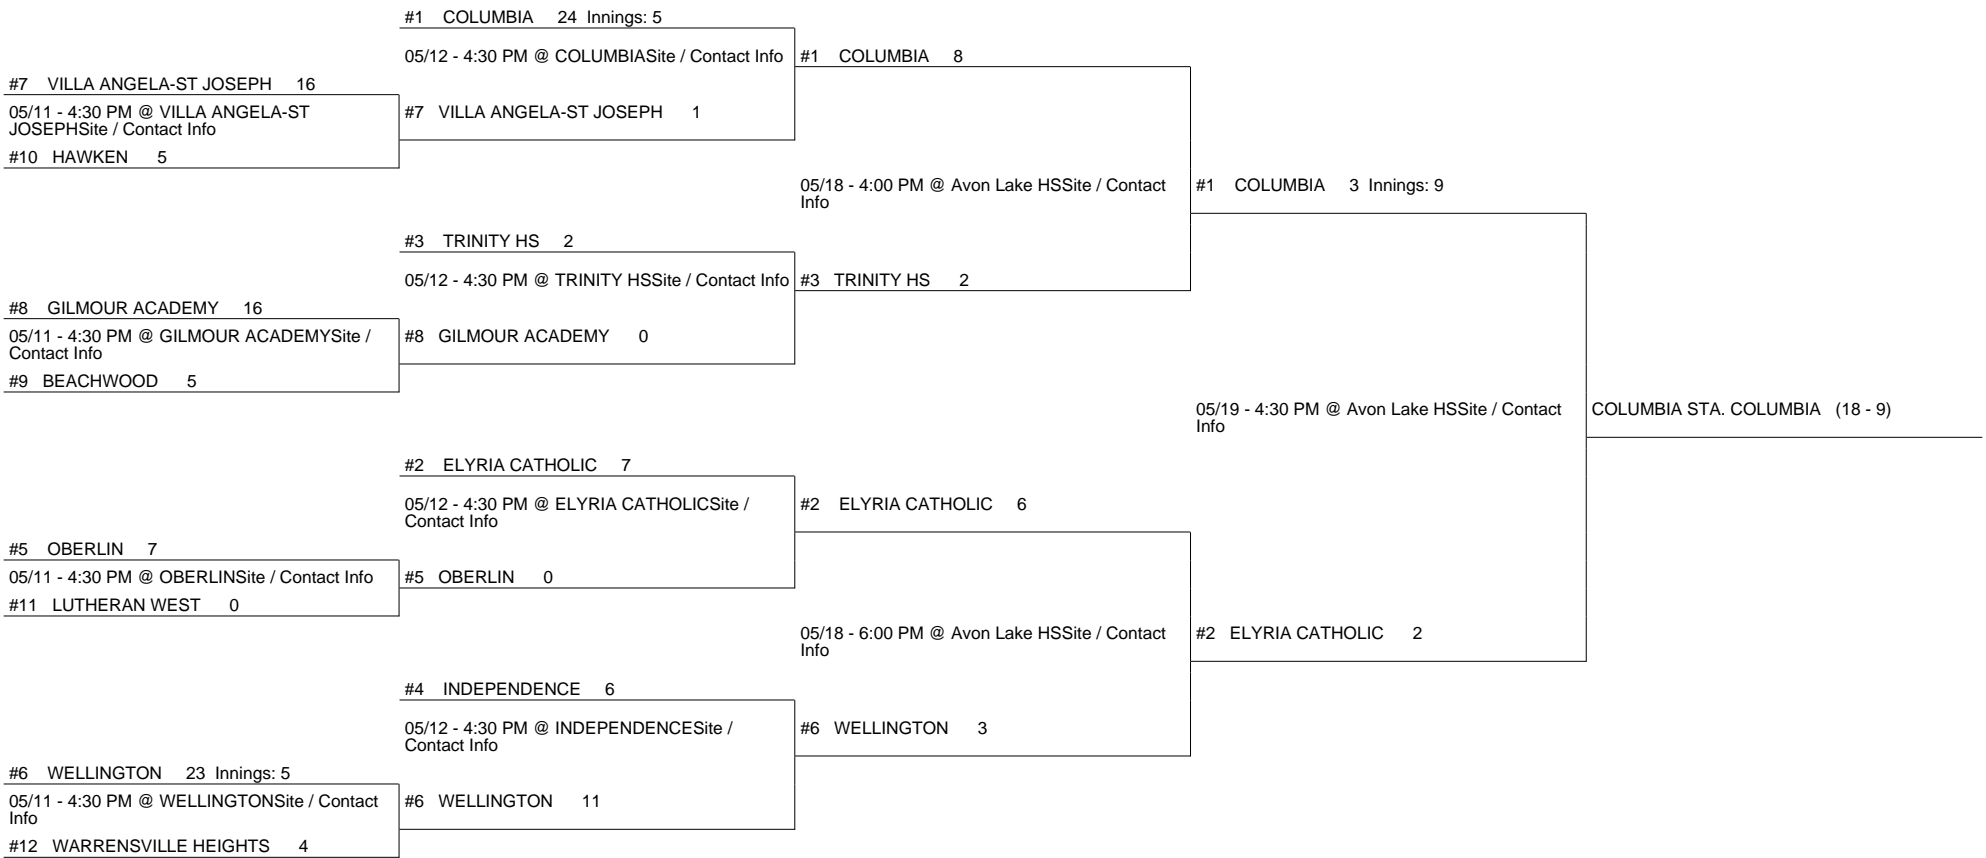 #1 COLUMBIA 24 Innings: 5
05/12 - 4:30 PM @ COLUMBIASite / Contact Info
#1 COLUMBIA 8
#7 VILLA ANGELA-ST JOSEPH 16
05/11 - 4:30 PM @ VILLA ANGELA-ST
JOSEPHSite / Contact Info
#7 VILLA ANGELA-ST JOSEPH 1
#10 HAWKEN 5
05/18 - 4:00 PM @ Avon Lake HSSite / Contact
Info
#1 COLUMBIA 3 Innings: 9
#3 TRINITY HS 2
05/12 - 4:30 PM @ TRINITY HSSite / Contact Info
#3 TRINITY HS 2
#8 GILMOUR ACADEMY 16
05/11 - 4:30 PM @ GILMOUR ACADEMYSite /
Contact Info
#8 GILMOUR ACADEMY 0
#9 BEACHWOOD 5
05/19 - 4:30 PM @ Avon Lake HSSite / Contact
Info
COLUMBIA STA. COLUMBIA (18 - 9)
#2 ELYRIA CATHOLIC 7
05/12 - 4:30 PM @ ELYRIA CATHOLICSite /
Contact Info
#2 ELYRIA CATHOLIC 6
#5 OBERLIN 7
05/11 - 4:30 PM @ OBERLINSite / Contact Info
#5 OBERLIN 0
#11 LUTHERAN WEST 0
05/18 - 6:00 PM @ Avon Lake HSSite / Contact
Info
#2 ELYRIA CATHOLIC 2
#4 INDEPENDENCE 6
05/12 - 4:30 PM @ INDEPENDENCESite /
Contact Info
#6 WELLINGTON 3
#6 WELLINGTON 23 Innings: 5
05/11 - 4:30 PM @ WELLINGTONSite / Contact
Info
#6 WELLINGTON 11
#12 WARRENSVILLE HEIGHTS 4